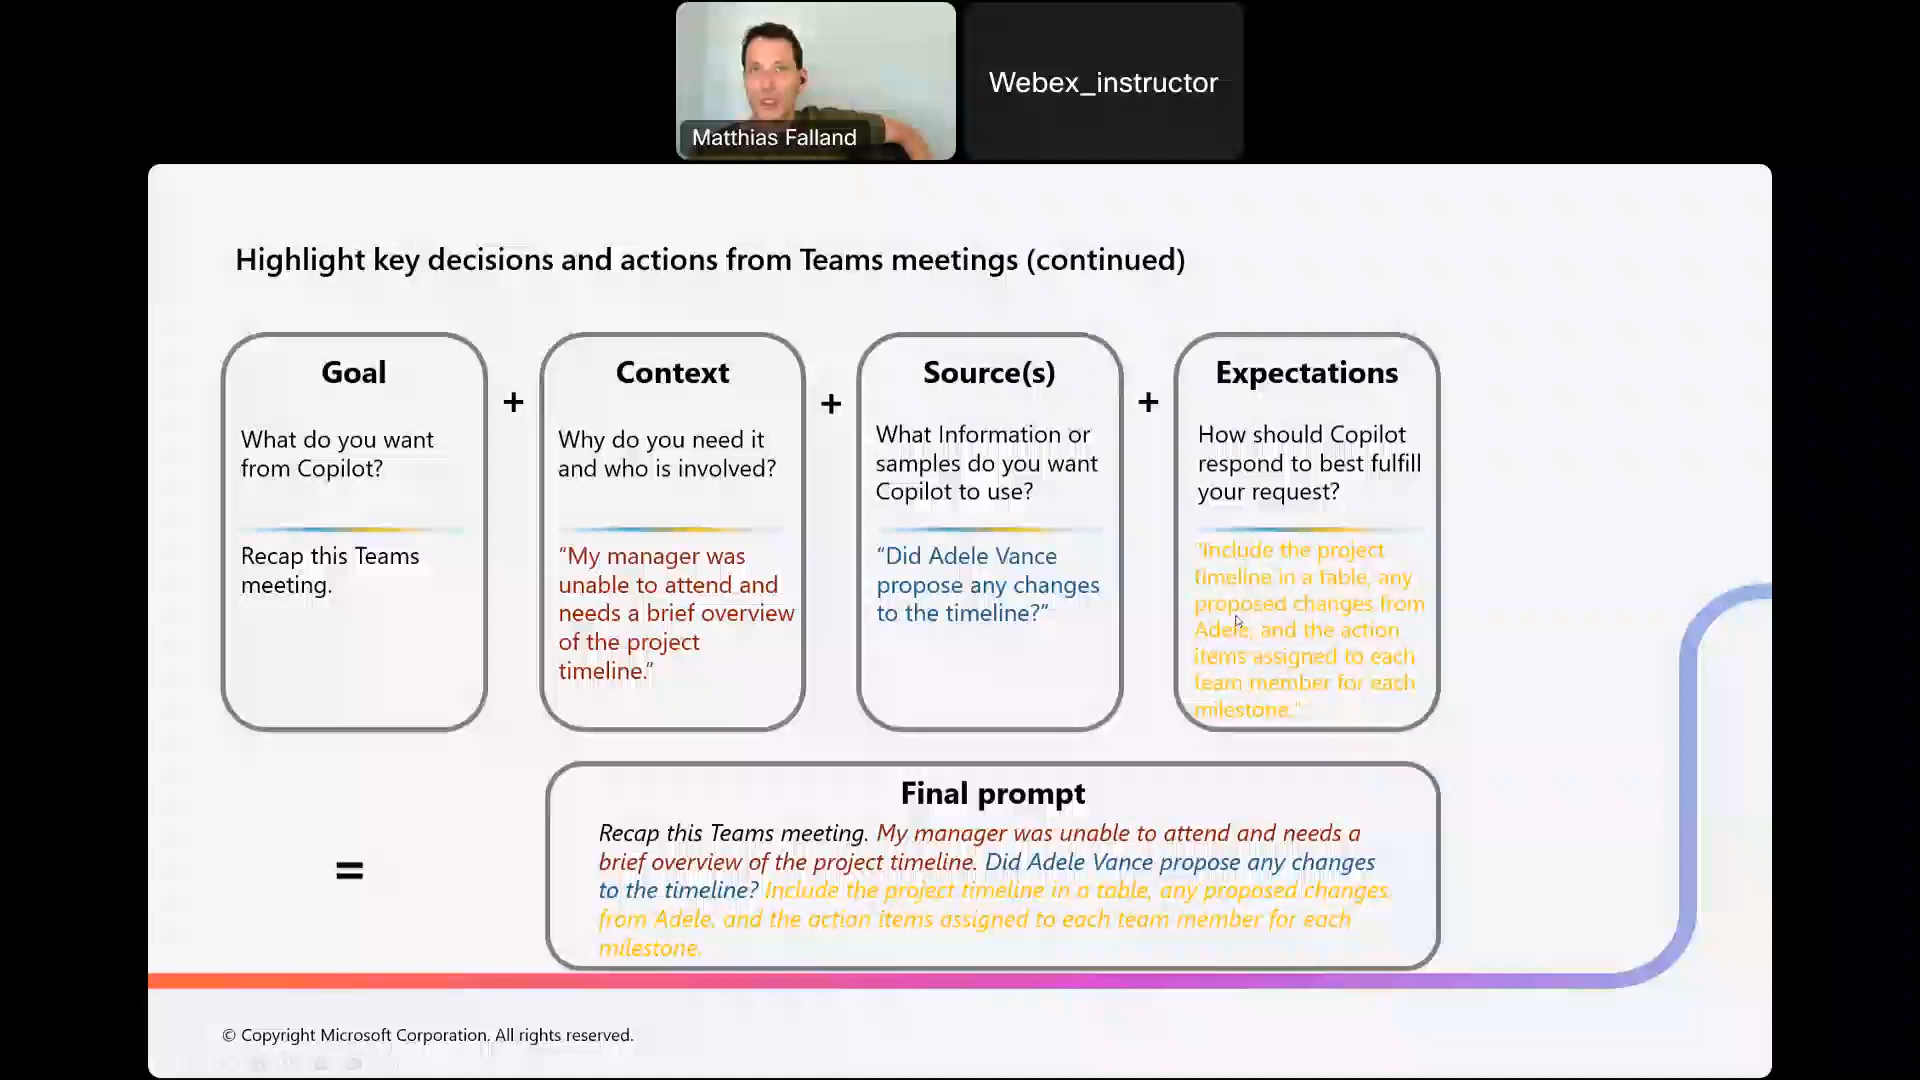 Webex_instructor
Matthias Falland
Highlight key decisions and actions from Teams meetings (continued)
Goal
What do you want
from Copilot?
Recap this Teams
meeting.
+
Context
Why do you need it
and who is involved?
“My manager was
unable to attend and
needs a brief overview
of the project
timeline.”
+
Source(s)
What Information or
samples do you want
Copilot to use?
“Did Adele Vance
propose any changes
to the timeline?”
+
Expectations
How should Copilot
respond to best fulfill
your request?
“Include the project
timeline in a table, any
proposed changes from
Adele, and the action
items assigned to each
team member for each
milestone.”
=
Final prompt
Recap this Teams meeting. My manager was unable to attend and needs a
brief overview of the project timeline. Did Adele Vance propose any changes
to the timeline? Include the project timeline in a table, any proposed changes
from Adele, and the action items assigned to each team member for each
milestone.
© Copyright Microsoft Corporation. All rights reserved.